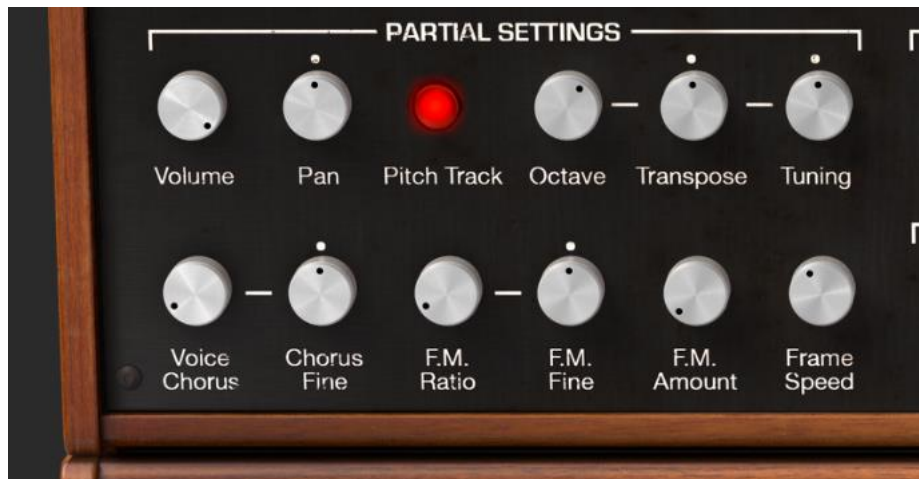 PARTIAL SETTINGS
Volume Pan Pitch Track Octave Transpose Tuning
Voice Chorus F.M. F.M. F.M. Frame
Chorus Fine Ratio Fine Amount Speed